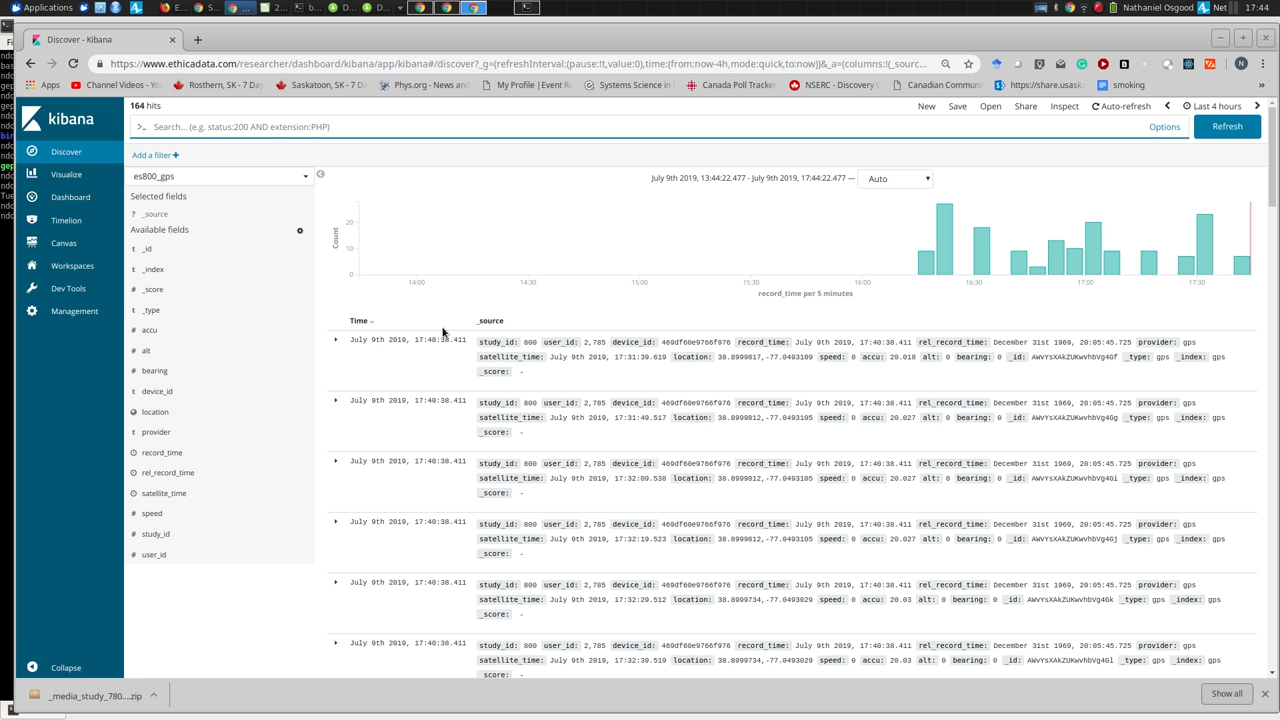 Applications
Nathaniel Osgood
Net
17:44
Discover - Kibana
https://www.ethicadata.com/researcher/dashboard/kibana/app/kibana#/discover?_g=(refreshInterval:(pause:!t,value:0),time:(from:now-4h,mode:quick,to:now))&_a=(columns:!(_sourc...
Apps
Channel Videos - You
Rosthern, SK - 7 Day
Saskatoon, SK - 7 Da
Phys.org - News and
My Profile | Event R
Systems Science in
Canada Poll Tracker
NSERC - Discovery G
Canadian Commun
https://share.usask.
smoking
kibana
Discover
Visualize
Dashboard
Timelion
Canvas
Workspaces
Dev Tools
Management
Collapse
164 hits
New
Save
Open
Share
Inspect
Auto-refresh
Last 4 hours
>_ Search... (e.g. status:200 AND extension:PHP)
Options
Refresh
Add a filter +
es800_gps
Selected fields
? _source
Available fields
t _id
t _index
# _score
t _type
# accu
# alt
# bearing
t device_id
location
t provider
record_time
rel_record_time
satellite_time
# speed
# study_id
# user_id
July 9th 2019, 13:44:22.477 - July 9th 2019, 17:44:22.477 —
Auto
Count
20
10
0
14:00
14:30
15:00
15:30
16:00
16:30
17:00
17:30
record_time per 5 minutes
Time
_source
July 9th 2019, 17:40:38.411
study_id: 800 user_id: 2,785 device_id: 469df60e9766f976 record_time: July 9th 2019, 17:40:38.411 rel_record_time: December 31st 1969, 20:05:45.725 provider: gps
satellite_time: July 9th 2019, 17:31:39.619 location: 38.8999817,-77.0493109 speed: 0 accu: 20.018 alt: 0 bearing: 0 _id: AWvYsXAkZUKwvhbVg4Gf _type: gps _index: gps
_score: -
July 9th 2019, 17:40:38.411
study_id: 800 user_id: 2,785 device_id: 469df60e9766f976 record_time: July 9th 2019, 17:40:38.411 rel_record_time: December 31st 1969, 20:05:45.725 provider: gps
satellite_time: July 9th 2019, 17:31:49.517 location: 38.8999812,-77.0493105 speed: 0 accu: 20.027 alt: 0 bearing: 0 _id: AWvYsXAkZUKwvhbVg4Gg _type: gps _index: gps
_score: -
July 9th 2019, 17:40:38.411
study_id: 800 user_id: 2,785 device_id: 469df60e9766f976 record_time: July 9th 2019, 17:40:38.411 rel_record_time: December 31st 1969, 20:05:45.725 provider: gps
satellite_time: July 9th 2019, 17:32:09.538 location: 38.8999812,-77.0493105 speed: 0 accu: 20.027 alt: 0 bearing: 0 _id: AWvYsXAkZUKwvhbVg4Gi _type: gps _index: gps
_score: -
July 9th 2019, 17:40:38.411
study_id: 800 user_id: 2,785 device_id: 469df60e9766f976 record_time: July 9th 2019, 17:40:38.411 rel_record_time: December 31st 1969, 20:05:45.725 provider: gps
satellite_time: July 9th 2019, 17:32:19.523 location: 38.8999812,-77.0493105 speed: 0 accu: 20.027 alt: 0 bearing: 0 _id: AWvYsXAkZUKwvhbVg4Gj _type: gps _index: gps
_score: -
July 9th 2019, 17:40:38.411
study_id: 800 user_id: 2,785 device_id: 469df60e9766f976 record_time: July 9th 2019, 17:40:38.411 rel_record_time: December 31st 1969, 20:05:45.725 provider: gps
satellite_time: July 9th 2019, 17:32:29.512 location: 38.8999734,-77.0493029 speed: 0 accu: 20.03 alt: 0 bearing: 0 _id: AWvYsXAkZUKwvhbVg4Gk _type: gps _index: gps
_score: -
July 9th 2019, 17:40:38.411
study_id: 800 user_id: 2,785 device_id: 469df60e9766f976 record_time: July 9th 2019, 17:40:38.411 rel_record_time: December 31st 1969, 20:05:45.725 provider: gps
satellite_time: July 9th 2019, 17:32:39.519 location: 38.8999734,-77.0493029 speed: 0 accu: 20.03 alt: 0 bearing: 0 _id: AWvYsXAkZUKwvhbVg4Gl _type: gps _index: gps
_media_study_780....zip
Show all